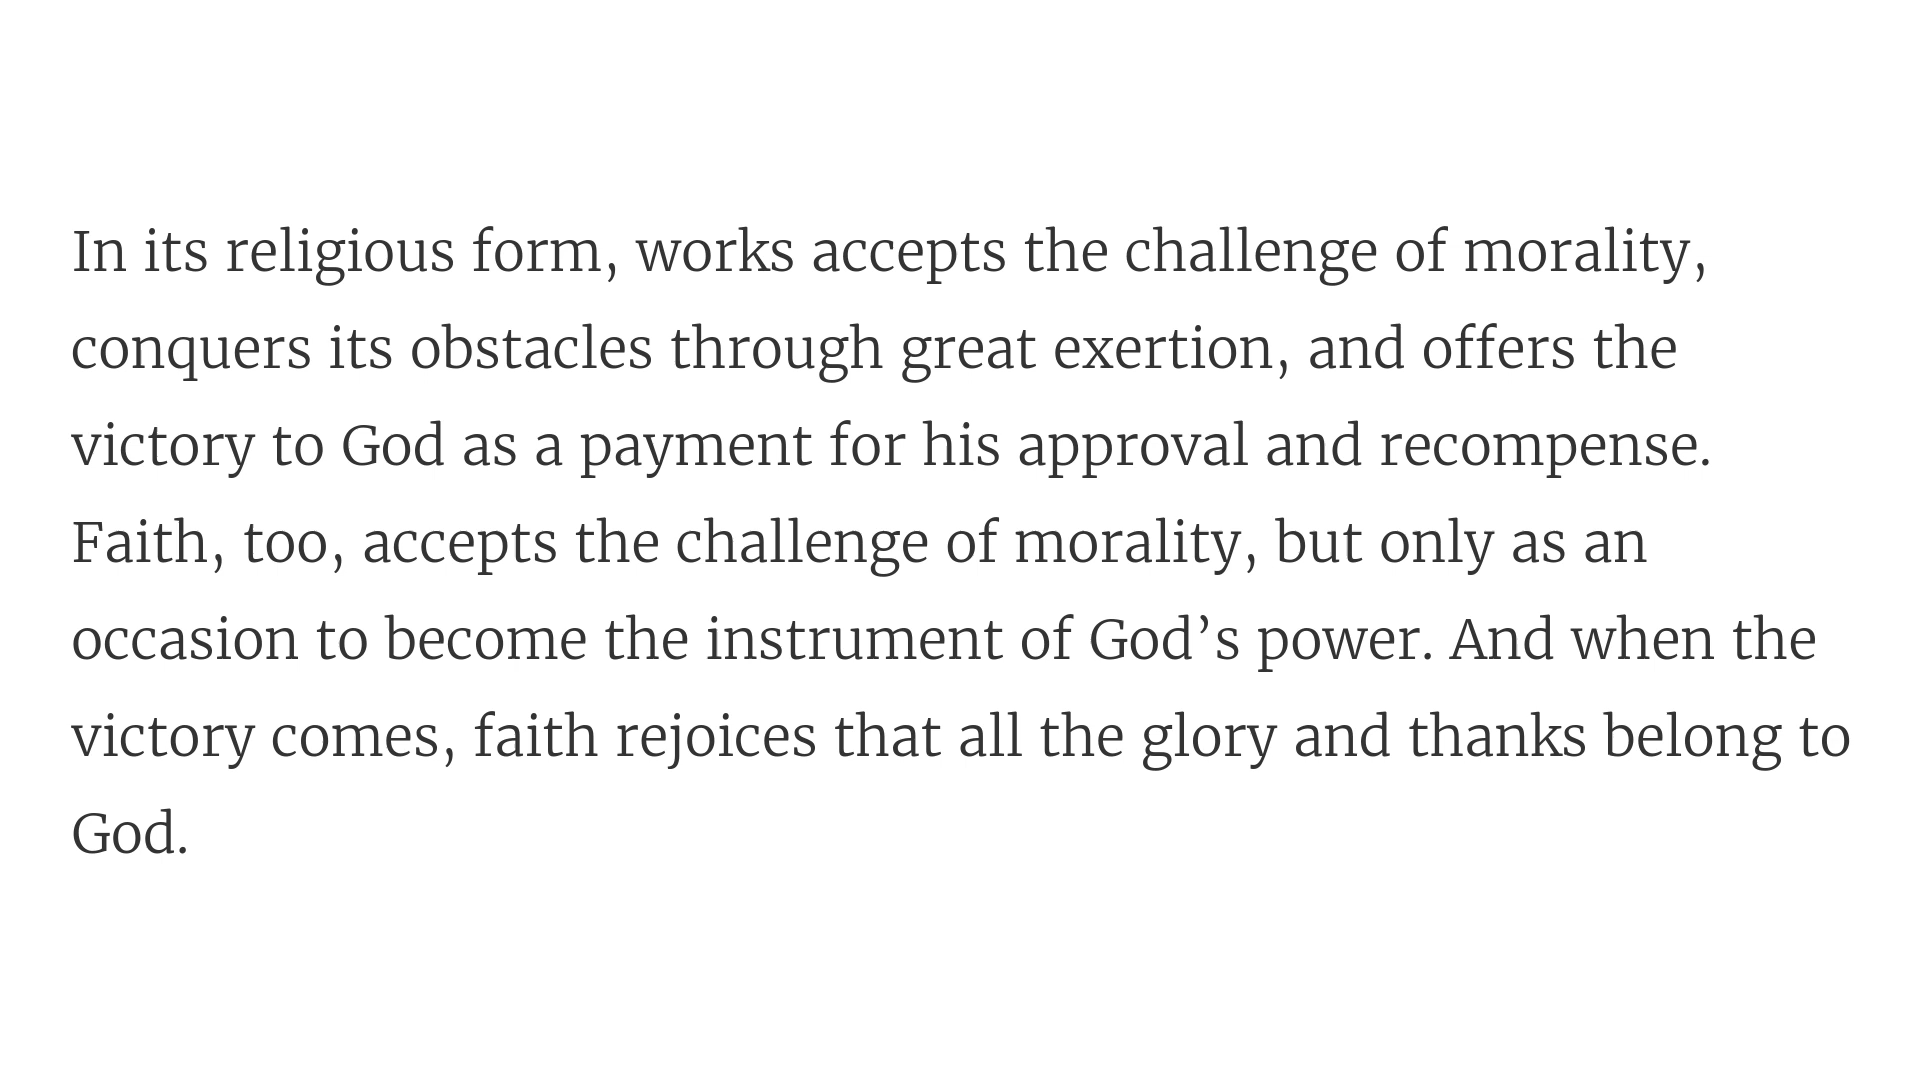 In its religious form, works accepts the challenge of morality,
conquers its obstacles through great exertion, and offers the
victory to God as a payment for his approval and recompense.
Faith, too, accepts the challenge of morality, but only as an
occasion to become the instrument of God’s power. And when the
victory comes, faith rejoices that all the glory and thanks belong to
God.